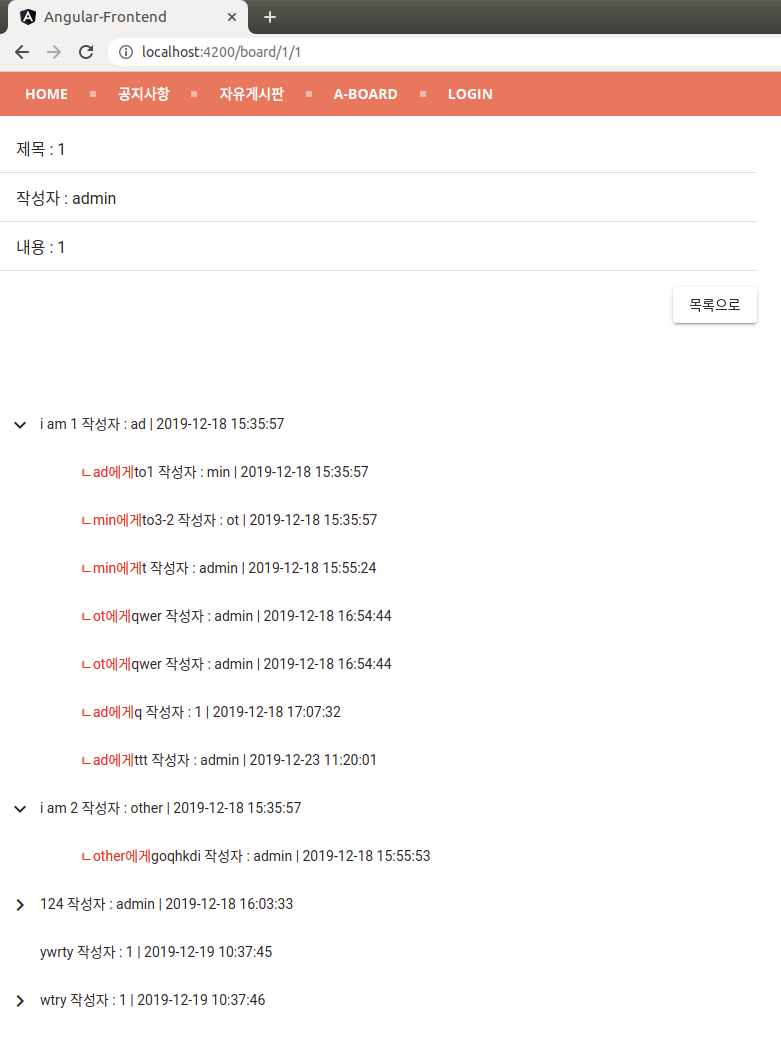 Angular-Frontend
localhost:4200/board/1/1
HOME 공지사항 자유게시판 A-BOARD LOGIN
제목 : 1
작성자 : admin
내용 : 1
목록으로
i am 1 작성자 : ad | 2019-12-18 15:35:57
ㄴad에게to1 작성자 : min | 2019-12-18 15:35:57
ㄴmin에게to3-2 작성자 : ot | 2019-12-18 15:35:57
ㄴmin에게t 작성자 : admin | 2019-12-18 15:55:24
ㄴot에게qwer 작성자 : admin | 2019-12-18 16:54:44
ㄴot에게qwer 작성자 : admin | 2019-12-18 16:54:44
ㄴad에게q 작성자 : 1 | 2019-12-18 17:07:32
ㄴad에게ttt 작성자 : admin | 2019-12-23 11:20:01
i am 2 작성자 : other | 2019-12-18 15:35:57
ㄴother에게goqhkdi 작성자 : admin | 2019-12-18 15:55:53
124 작성자 : admin | 2019-12-18 16:03:33
ywrty 작성자 : 1 | 2019-12-19 10:37:45
wtry 작성자 : 1 | 2019-12-19 10:37:46